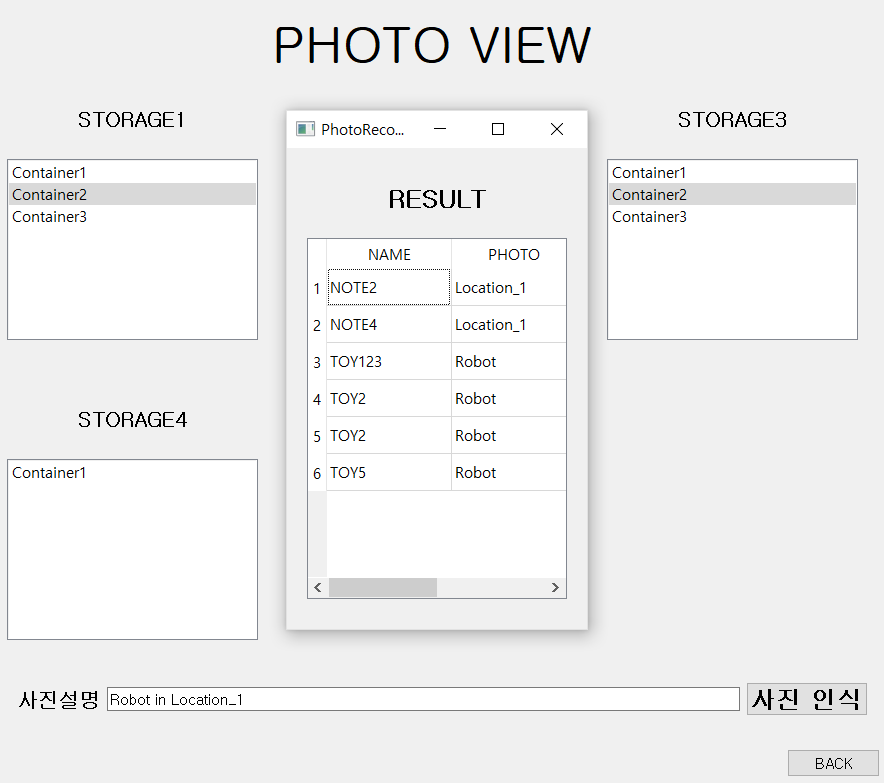 PHOTO VIEW
STORAGE1
Container1
Container2
Container3
PhotoReco...
RESULT
NAME PHOTO
1 NOTE2 Location_1
2 NOTE4 Location_1
3 TOY123 Robot
4 TOY2 Robot
5 TOY2 Robot
6 TOY5 Robot
STORAGE3
Container1
Container2
Container3
STORAGE4
Container1
사진설명 Robot in Location_1 사진 인식
BACK